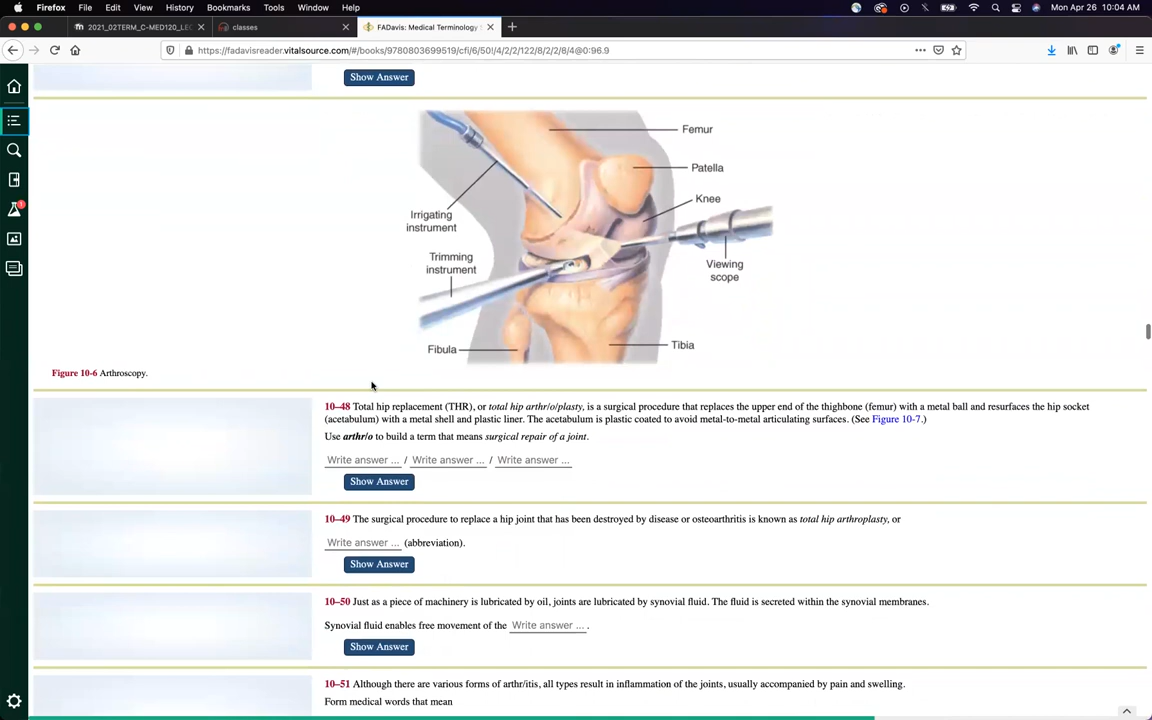 Firefox File Edit View History Bookmarks Tools Window Help Mon Apr 26 10:04 AM
2021_02TERM_C-MED120_LEC classes FADavis: Medical Terminology
https://fadavisreader.vitalsource.com/#/books/9780803699519/cfi/6/50!/4/2/2/122/8/2/2/8/4@0:96.9
Show Answer
Femur
Patella
Knee
Irrigating
instrument
Trimming
instrument
Viewing
scope
Fibula
Tibia
Figure 10-6 Arthroscopy.
10–48 Total hip replacement (THR), or total hip arthr/o/plasty, is a surgical procedure that replaces the upper end of the thighbone (femur) with a metal ball and resurfaces the hip socket
(acetabulum) with a metal shell and plastic liner. The acetabulum is plastic coated to avoid metal-to-metal articulating surfaces. (See Figure 10-7.)
Use arthr/o to build a term that means surgical repair of a joint.
Write answer ... / Write answer ... / Write answer ...
Show Answer
10–49 The surgical procedure to replace a hip joint that has been destroyed by disease or osteoarthritis is known as total hip arthroplasty, or
Write answer ... (abbreviation).
Show Answer
10–50 Just as a piece of machinery is lubricated by oil, joints are lubricated by synovial fluid. The fluid is secreted within the synovial membranes.
Synovial fluid enables free movement of the Write answer ... .
Show Answer
10–51 Although there are various forms of arthr/itis, all types result in inflammation of the joints, usually accompanied by pain and swelling.
Form medical words that mean